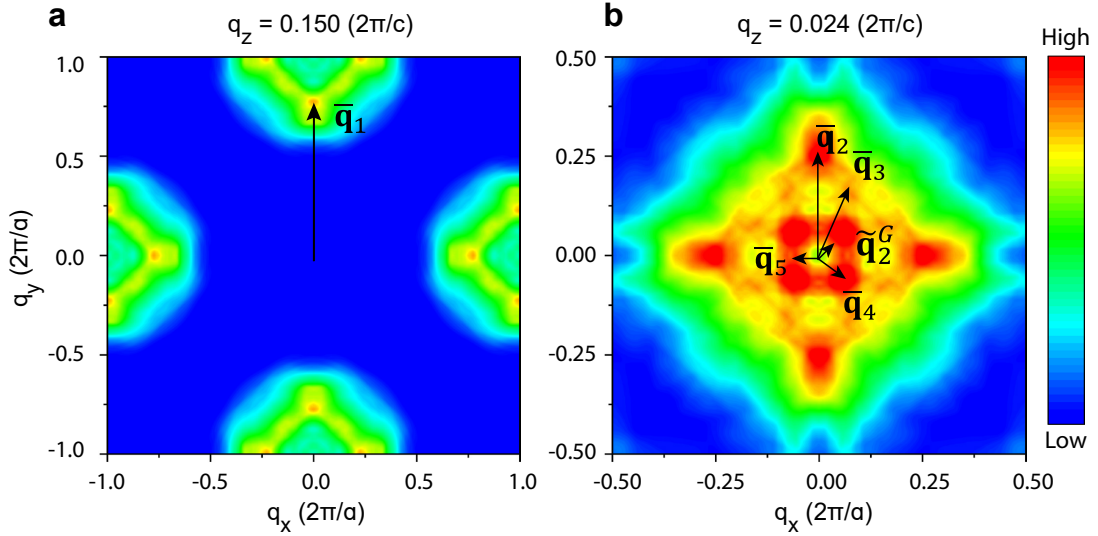 a
q_z = 0.150 (2π/c)
1.0
0.5
0.0
-0.5
-1.0
q_y (2π/a)
-1.0 -0.5 0.0 0.5 1.0
q_x (2π/a)
q̅₁
b
q_z = 0.024 (2π/c)
0.50
0.25
0.00
-0.25
-0.50
-0.50 -0.25 0.00 0.25 0.50
q_x (2π/a)
q̅₂
q̅₃
q̃₂ᴳ
q̅₅
q̅₄
High
Low